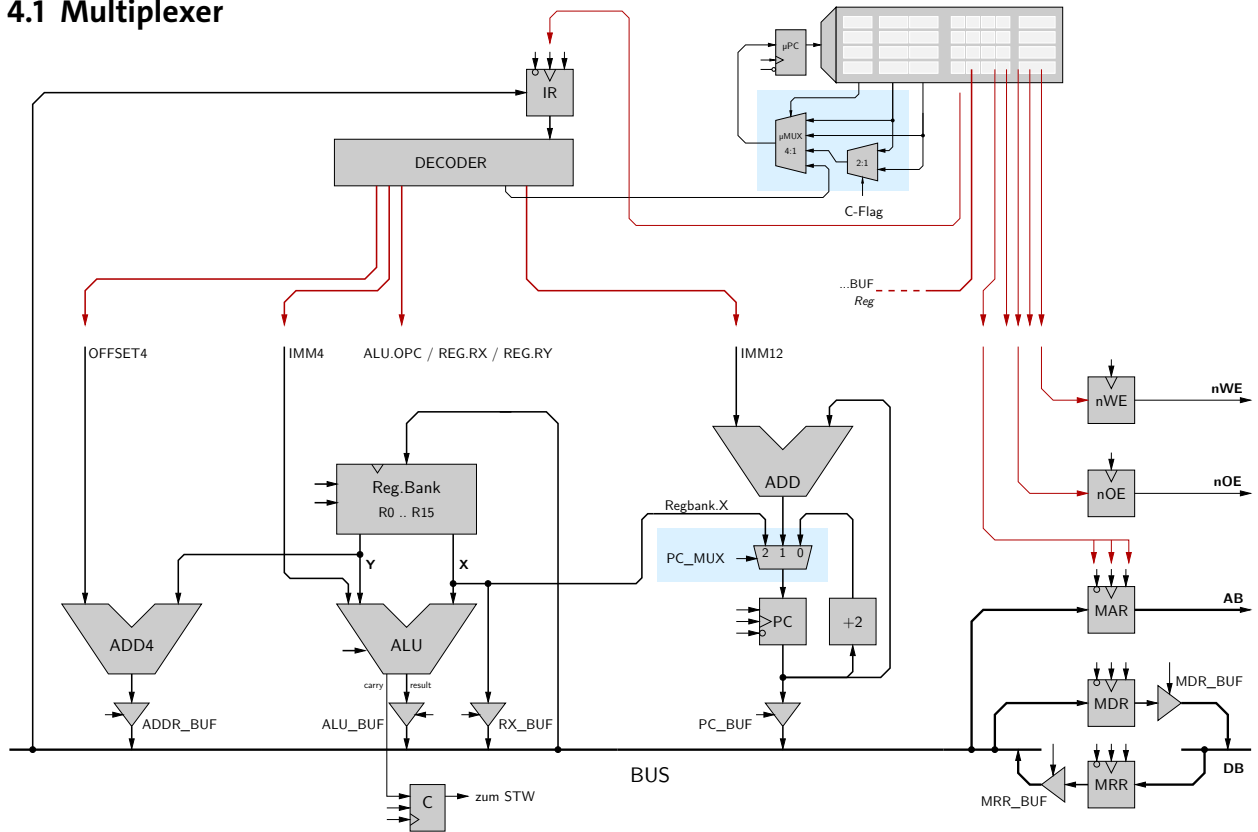 4.1 Multiplexer
µPC
IR
µMUX
4:1
2:1
DECODER
C-Flag
...BUF
Reg
OFFSET4
IMM4
ALU.OPC / REG.RX / REG.RY
IMM12
nWE
nWE
Reg.Bank
R0 .. R15
ADD
nOE
nOE
Regbank.X
PC_MUX
2 1 0
Y
X
AB
MAR
PC
+2
ADD4
ALU
carry
result
MDR_BUF
MDR
ADDR_BUF
ALU_BUF
RX_BUF
PC_BUF
BUS
DB
MRR
MRR_BUF
C
zum STW